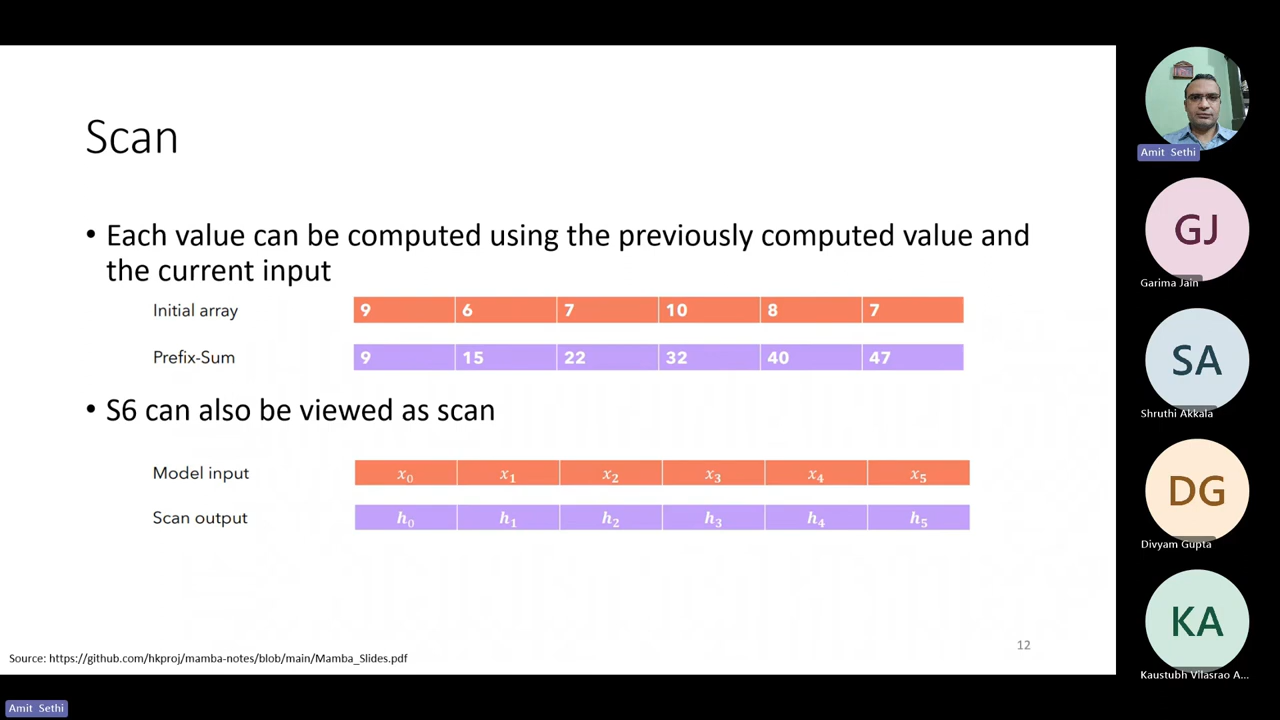 Scan
• Each value can be computed using the previously computed value and
the current input
Initial array 9 6 7 10 8 7
Prefix-Sum 9 15 22 32 40 47
• S6 can also be viewed as scan
Model input x₀ x₁ x₂ x₃ x₄ x₅
Scan output h₀ h₁ h₂ h₃ h₄ h₅
12
Source: https://github.com/hkproj/mamba-notes/blob/main/Mamba_Slides.pdf
Amit Sethi
Amit Sethi
GJ
Garima Jain
SA
Shruthi Akkala
DG
Divyam Gupta
KA
Kaustubh Vilasrao A...